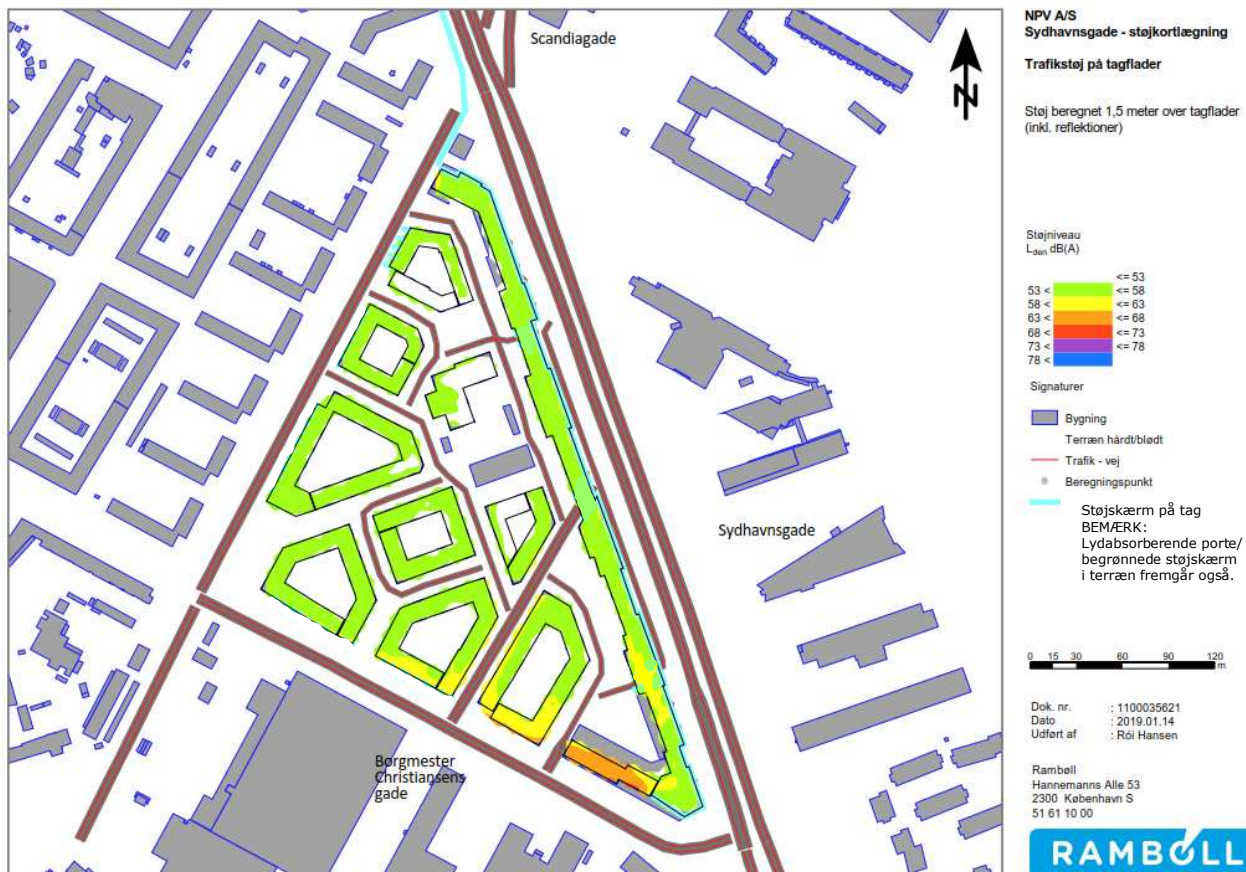 Scandiagade
N
Sydhavnsgade
Borgmester
Christiansens
gade
NPV A/S
Sydhavnsgade - støjkortlægning
Trafikstøj på tagflader
Støj beregnet 1,5 meter over tagflader
(inkl. reflektioner)
Støjniveau
Lden dB(A)
<= 53
53 < <= 58
58 < <= 63
63 < <= 68
68 < <= 73
73 < <= 78
78 <
Signaturer
Bygning
Terræn hårdt/blødt
Trafik - vej
Beregningspunkt
Støjskærm på tag
BEMÆRK:
Lydabsorberende porte/
begrønnede støjskærm
i terræn fremgår også.
0 15 30 60 90 120
m
Dok. nr. : 1100035621
Dato : 2019.01.14
Udført af : Rói Hansen
Rambøll
Hannemanns Alle 53
2300 København S
51 61 10 00
RAMBOLL